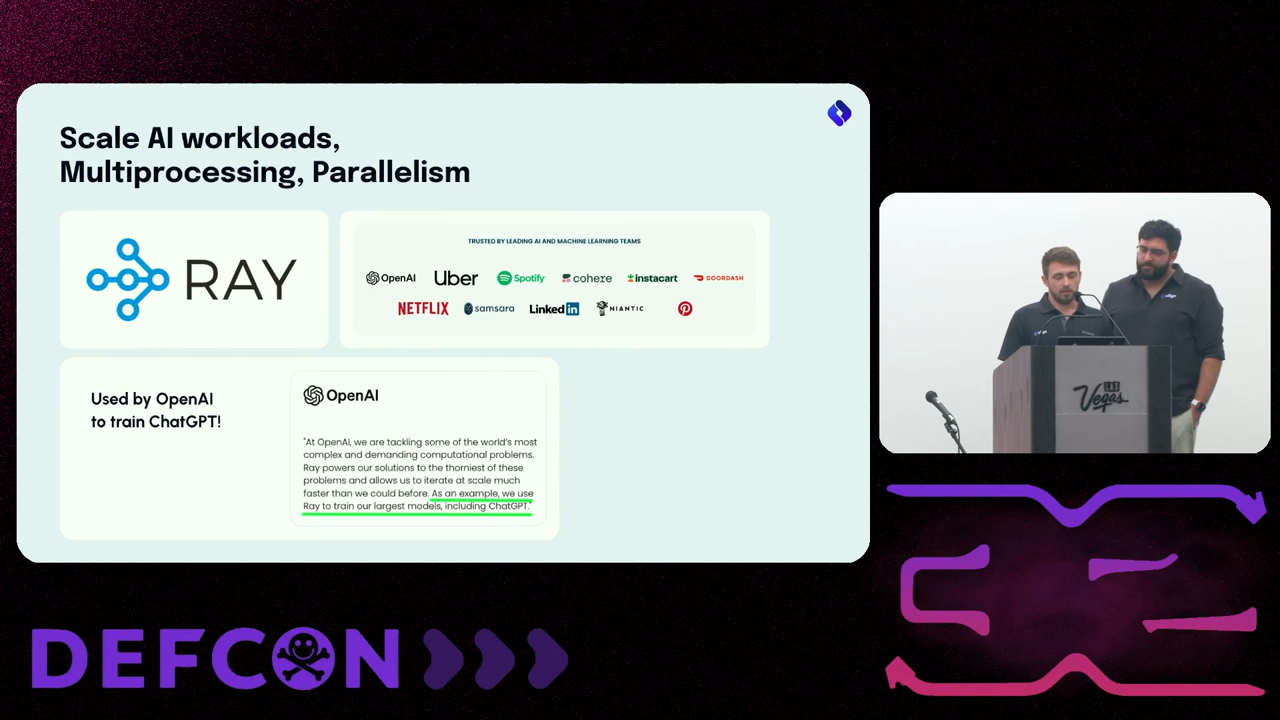 Scale AI workloads,
Multiprocessing, Parallelism
RAY
TRUSTED BY LEADING AI AND MACHINE LEARNING TEAMS
OpenAI Uber Spotify cohere instacart DOORDASH
NETFLIX samsara LinkedIn NIANTIC
Used by OpenAI
to train ChatGPT!
OpenAI
"At OpenAI, we are tackling some of the world's most
complex and demanding computational problems.
Ray powers our solutions to the thorniest of these
problems and allows us to iterate at scale much
faster than we could before. As an example, we use
Ray to train our largest models, including ChatGPT."
LAS
Vegas
DEFCON